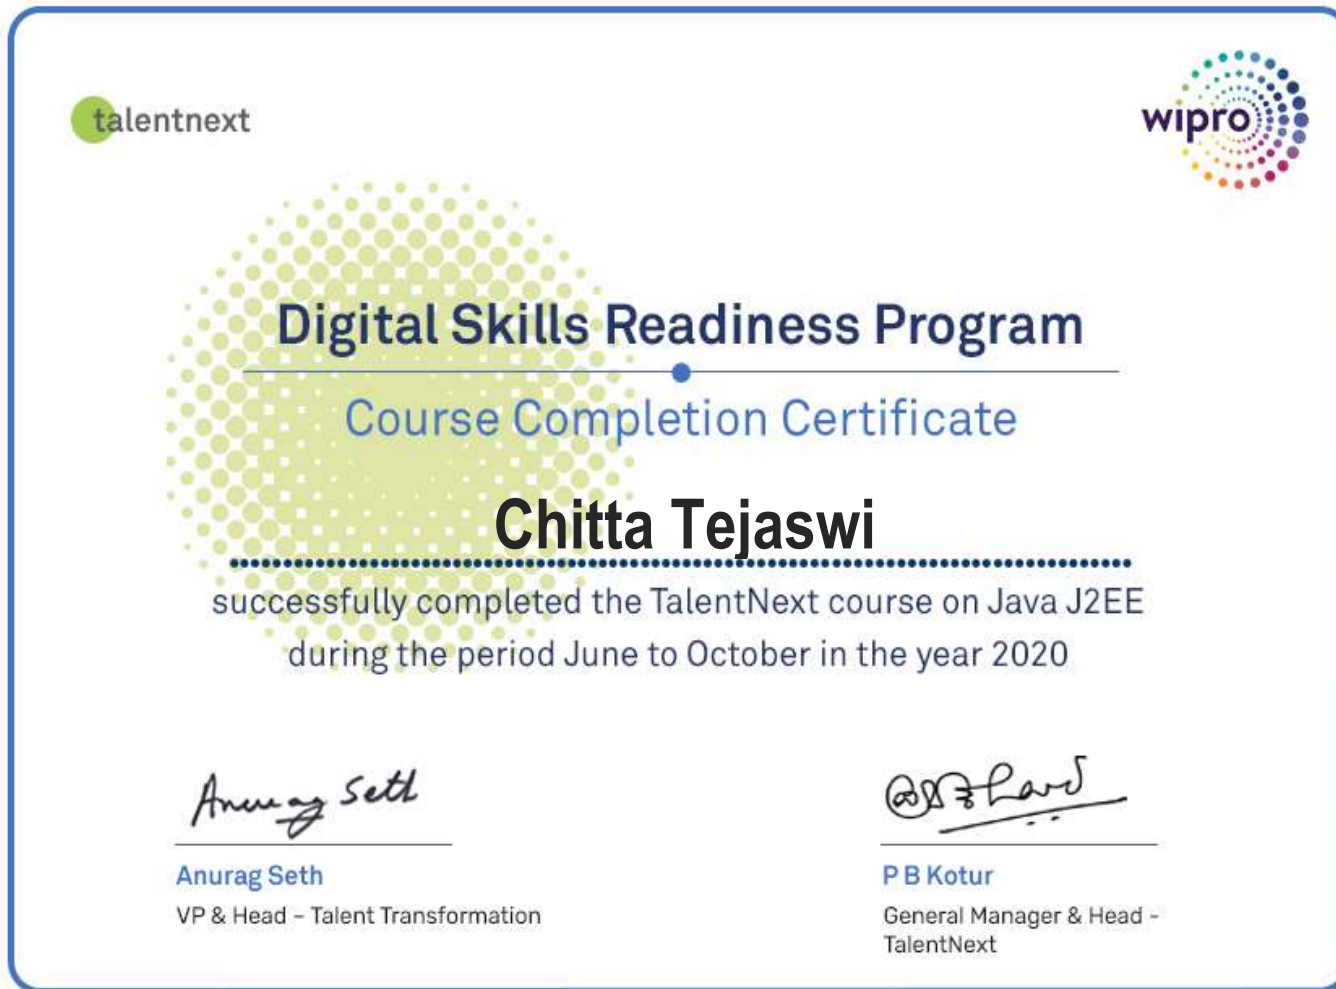 talentnext
wipro
Digital Skills Readiness Program
Course Completion Certificate
Chitta Tejaswi
successfully completed the TalentNext course on Java J2EE
during the period June to October in the year 2020
Anurag Seth
Anurag Seth
VP & Head – Talent Transformation
P B Kotur
General Manager & Head -
TalentNext